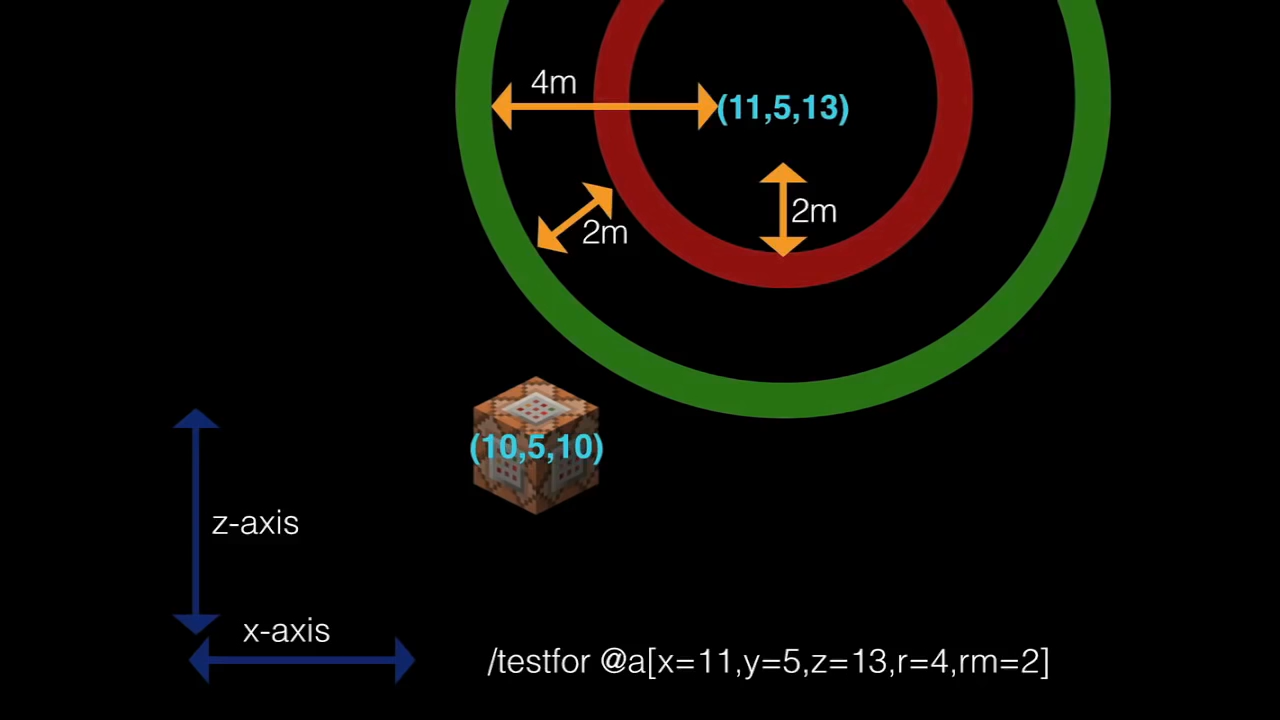 4m
(11,5,13)
2m
2m
(10,5,10)
z-axis
x-axis
/testfor @a[x=11,y=5,z=13,r=4,rm=2]